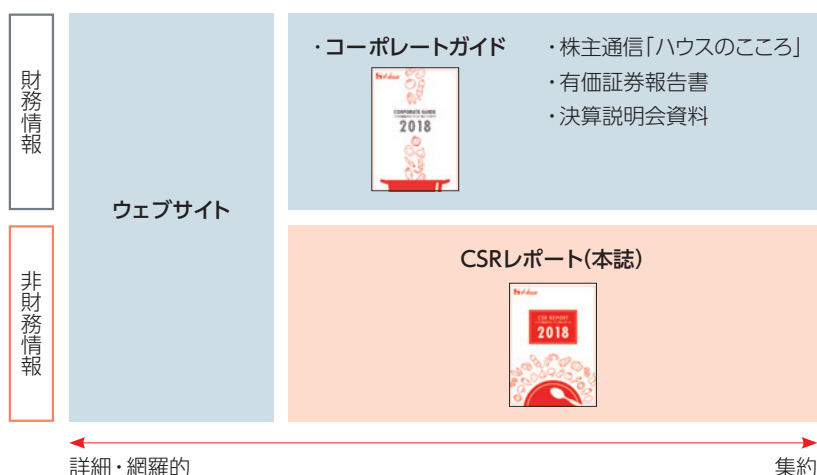 財務情報
非財務情報
ウェブサイト
・コーポレートガイド
CORPORATE GUIDE
2018
・株主通信「ハウスのこころ」
・有価証券報告書
・決算説明会資料
CSRレポート(本誌)
CSR REPORT
2018
詳細・網羅的
集約